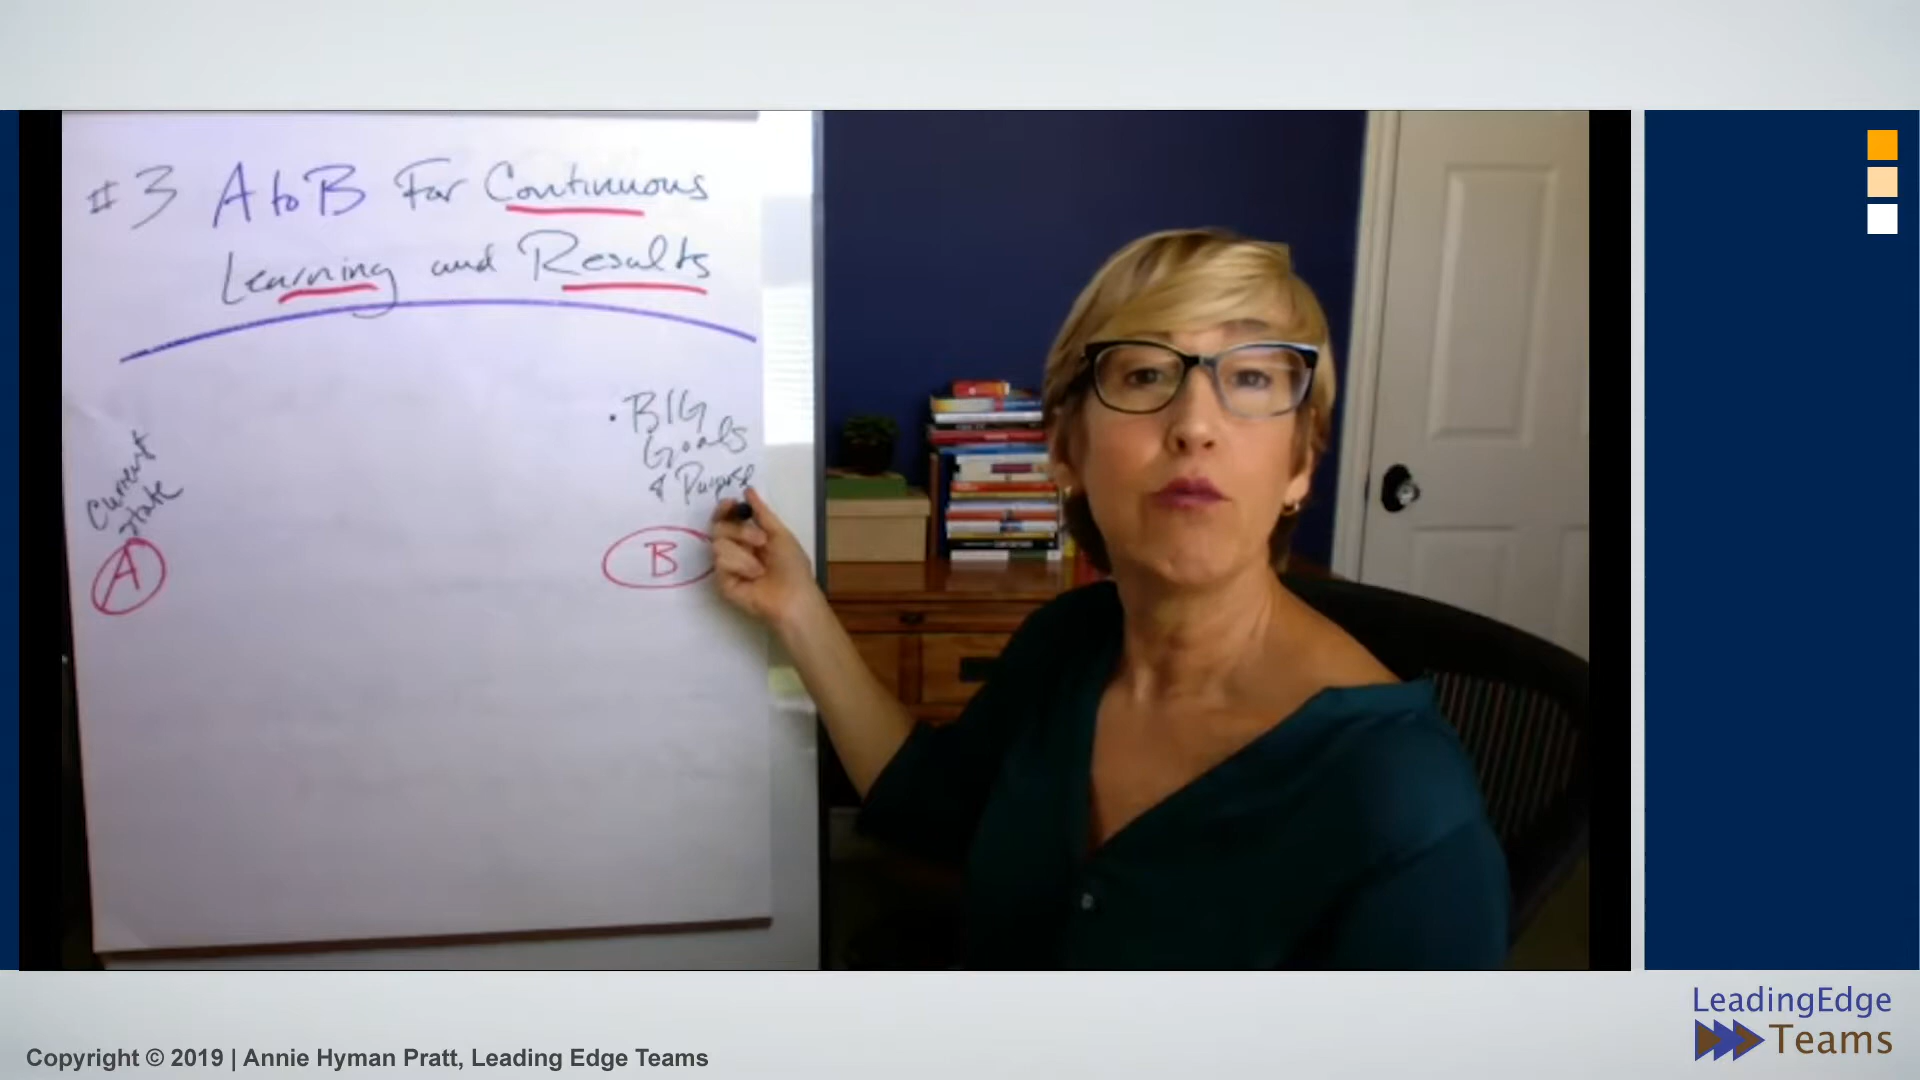 #3 A to B For Continuous
Learning and Results
• BIG
Goals
& Purpose
Current
State
A
B
LeadingEdge
Teams
Copyright © 2019 | Annie Hyman Pratt, Leading Edge Teams